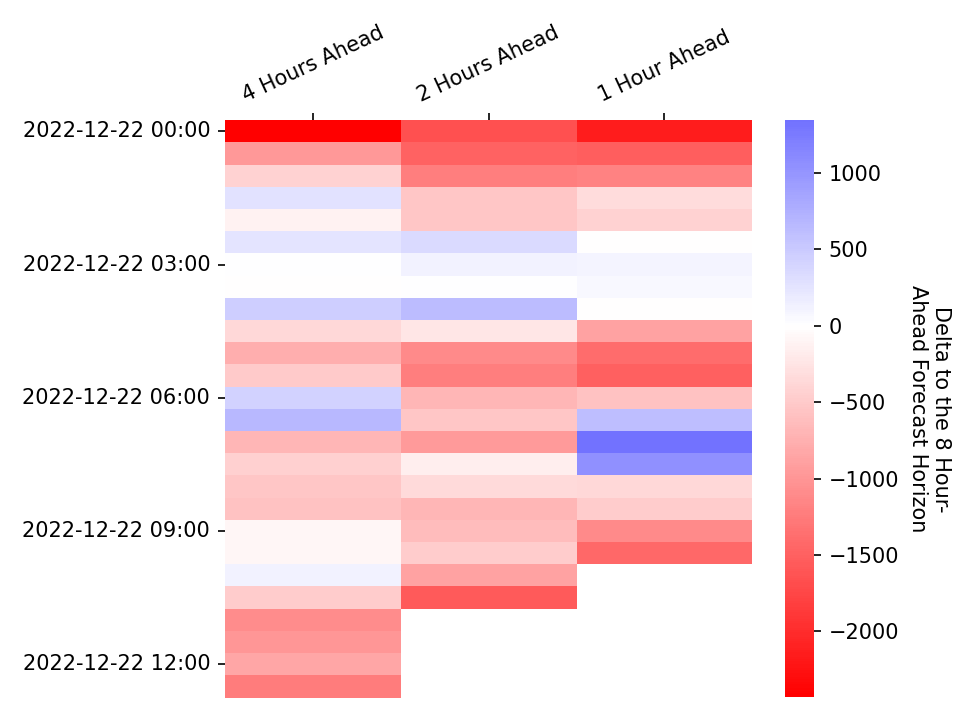 4 Hours Ahead
2 Hours Ahead
1 Hour Ahead
2022-12-22 00:00
2022-12-22 03:00
2022-12-22 06:00
2022-12-22 09:00
2022-12-22 12:00
1000
500
0
−500
−1000
−1500
−2000
Delta to the 8 Hour-
Ahead Forecast Horizon